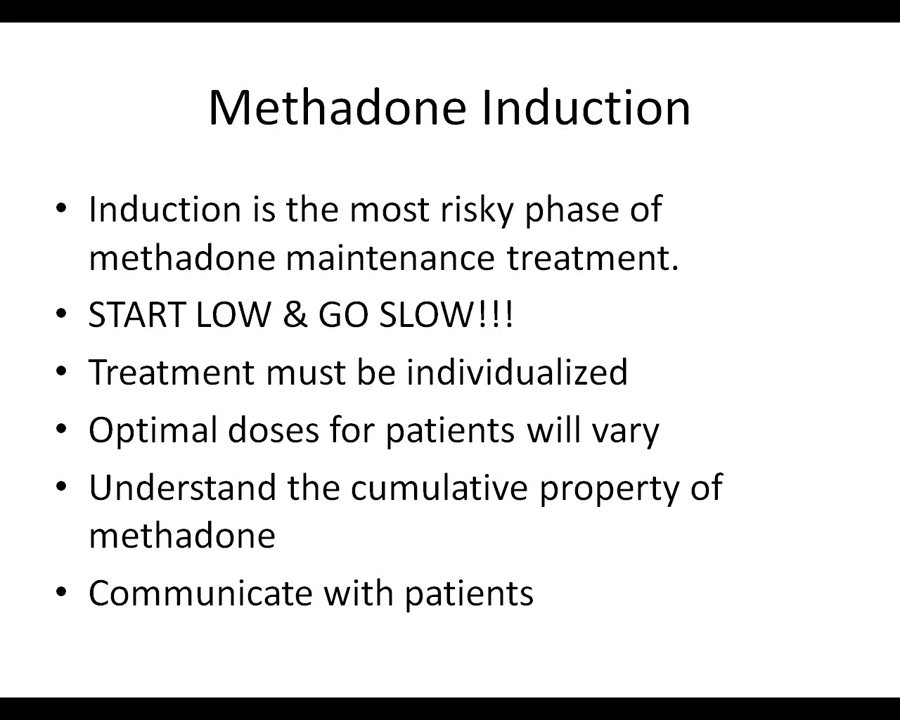 Methadone Induction
• Induction is the most risky phase of
methadone maintenance treatment.
• START LOW & GO SLOW!!!
• Treatment must be individualized
• Optimal doses for patients will vary
• Understand the cumulative property of
methadone
• Communicate with patients